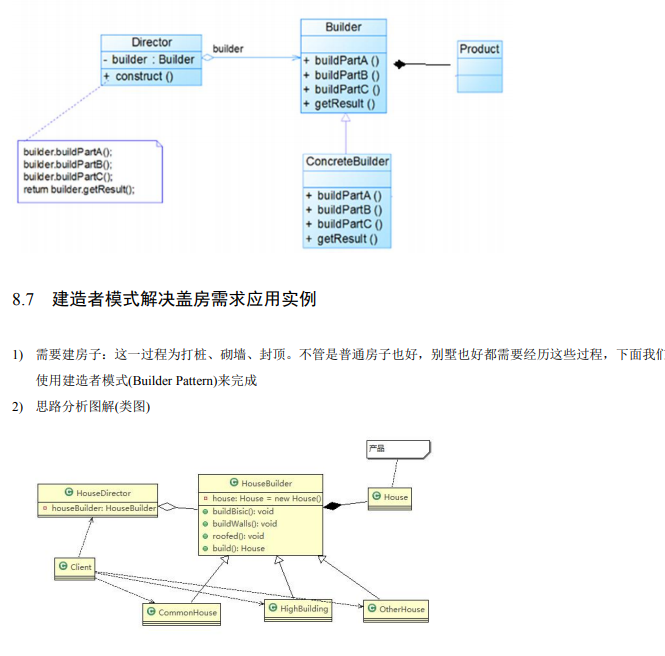 Builder
Director
builder
Product
- builder : Builder
+ buildPartA ()
+ construct ()
+ buildPartB ()
+ buildPartC ()
+ getResult ()
builder.buildPartA();
builder.buildPartB();
builder.buildPartC();
return builder.getResult();
ConcreteBuilder
+ buildPartA ()
+ buildPartB ()
+ buildPartC ()
+ getResult ()
8.7 建造者模式解决盖房需求应用实例
1) 需要建房子：这一过程为打桩、砌墙、封顶。不管是普通房子也好，别墅也好都需要经历这些过程，下面我们
使用建造者模式(Builder Pattern)来完成
2) 思路分析图解(类图)
产品
HouseBuilder
HouseDirector
house: House = new House()
House
houseBuilder: HouseBuilder
buildBisic(): void
buildWalls(): void
roofed(): void
build(): House
Client
CommonHouse
HighBuilding
OtherHouse